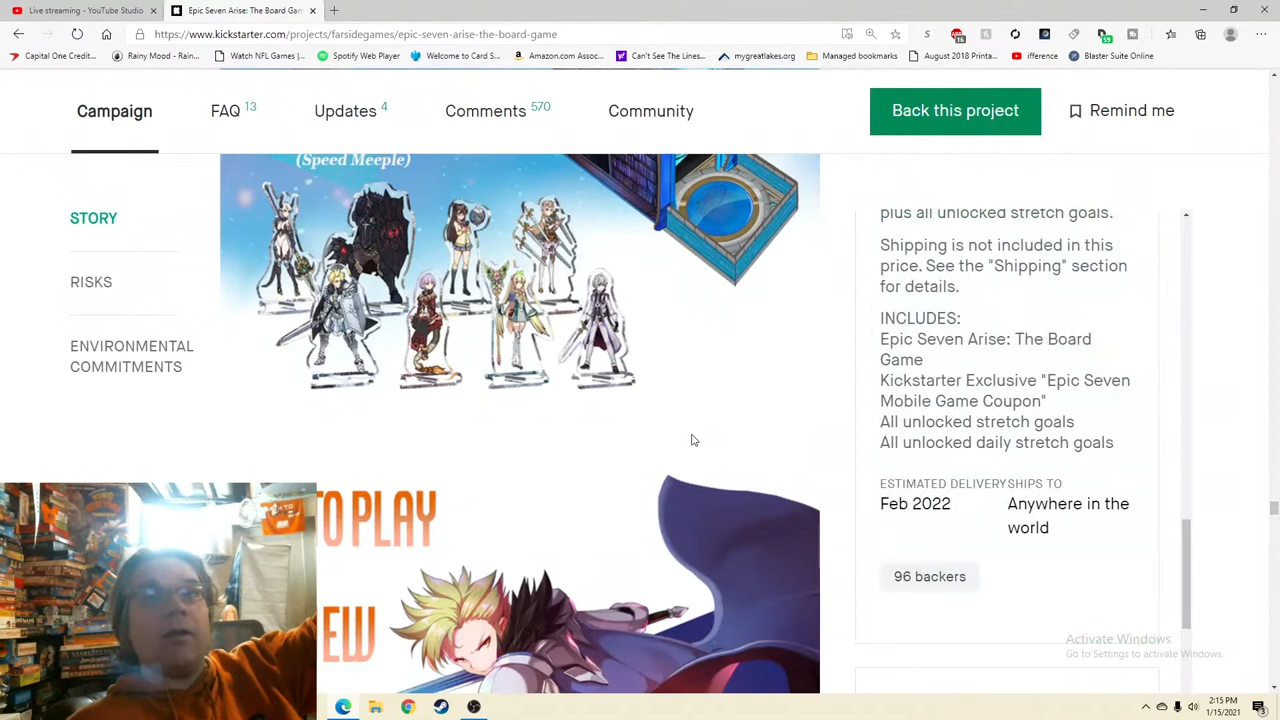 Live streaming - YouTube Studio
Epic Seven Arise: The Board Gam
https://www.kickstarter.com/projects/farsidegames/epic-seven-arise-the-board-game
Capital One Credit...
Rainy Mood - Rain...
Watch NFL Games |...
Spotify Web Player
Welcome to Card S...
Amazon.com Assoc...
Can't See The Lines...
mygreatlakes.org
Managed bookmarks
August 2018 Printa...
ifference
Blaster Suite Online
Campaign
FAQ 13
Updates 4
Comments 570
Community
Back this project
Remind me
(Speed Meeple)
STORY
RISKS
ENVIRONMENTAL
COMMITMENTS
plus all unlocked stretch goals.
Shipping is not included in this
price. See the "Shipping" section
for details.
INCLUDES:
Epic Seven Arise: The Board
Game
Kickstarter Exclusive "Epic Seven
Mobile Game Coupon"
All unlocked stretch goals
All unlocked daily stretch goals
ESTIMATED DELIVERY
SHIPS TO
Feb 2022
Anywhere in the
world
96 backers
TO PLAY
EW
Activate Windows
Go to Settings to activate Windows.
2:15 PM
1/15/2021